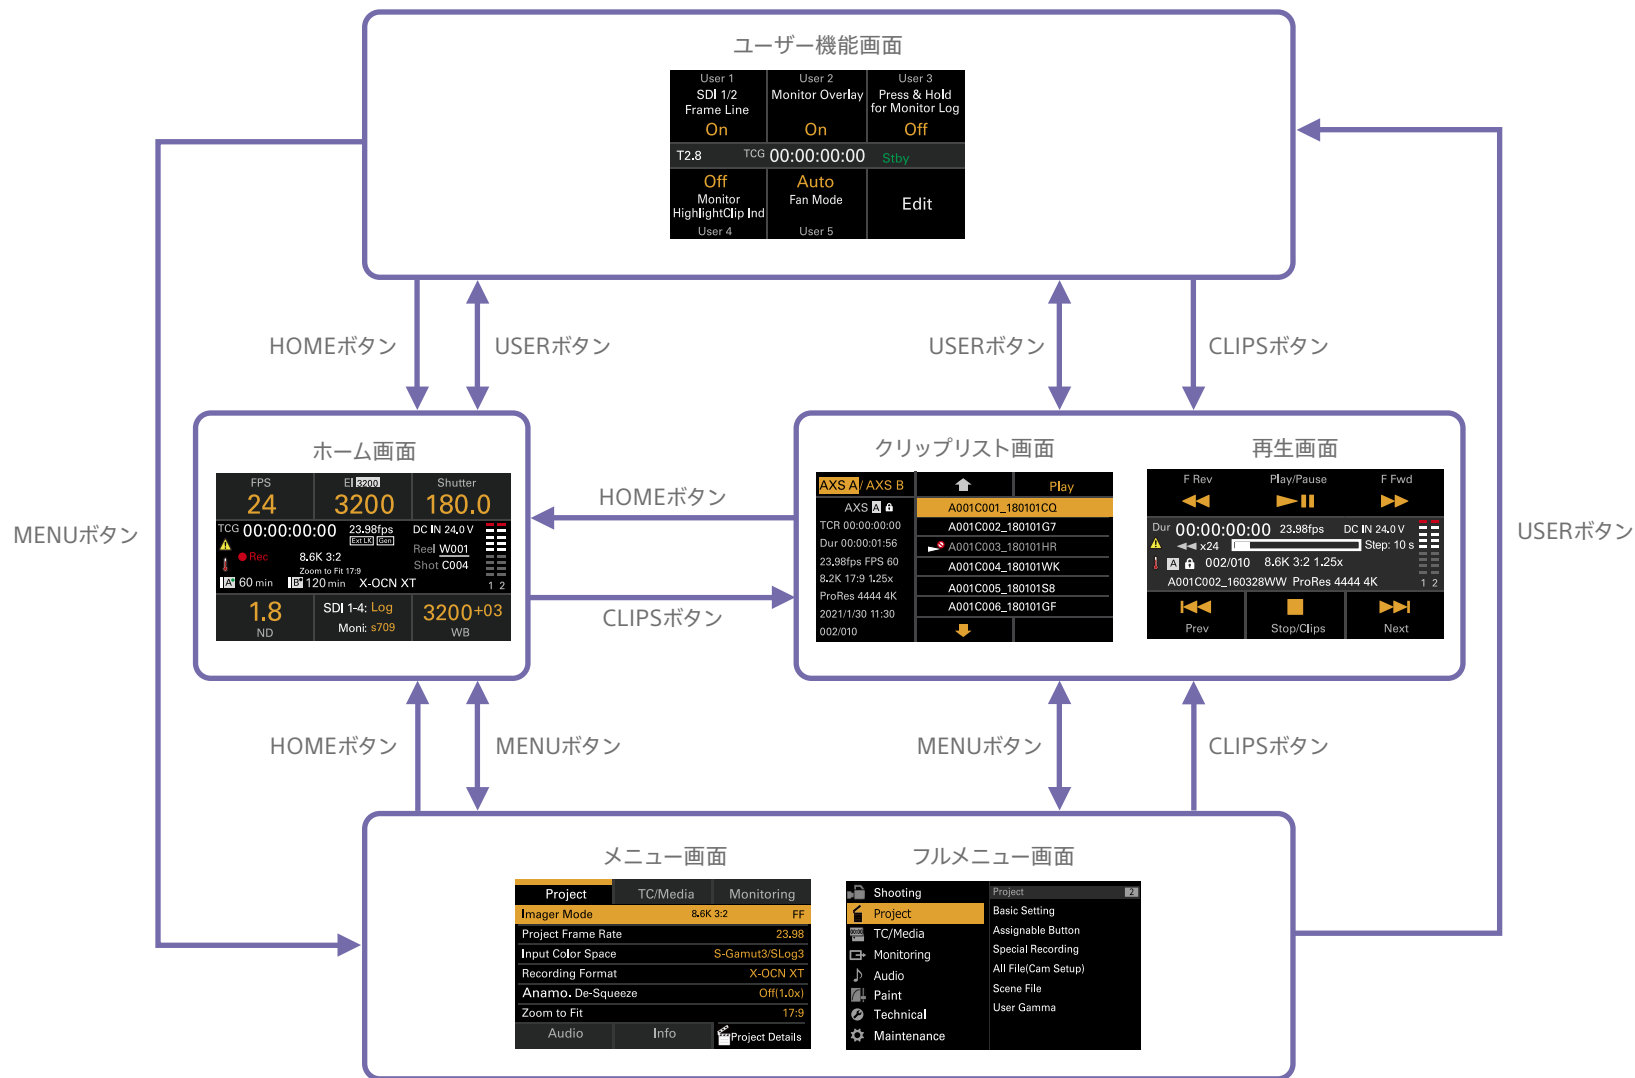 ユーザー機能画面
User 1
User 2
User 3
SDI 1/2
Frame Line
Monitor Overlay
Press & Hold
for Monitor Log
On
On
Off
T2.8
TCG 00:00:00:00
Stby
Off
Monitor
HighlightClip Ind
User 4
Auto
Fan Mode
User 5
Edit
HOMEボタン
USERボタン
USERボタン
CLIPSボタン
MENUボタン
USERボタン
ホーム画面
FPS
24
EI 3200
3200
Shutter
180.0
TCG 00:00:00:00 23.98fps DC IN 24.0 V
Ext LK Gen
Rec
8.6K 3:2
Zoom to Fit 17:9
Reel W001
Shot C004
A 60 min
B 120 min
X-OCN XT
1 2
1.8
ND
SDI 1-4: Log
Moni: s709
3200+03
WB
HOMEボタン
CLIPSボタン
クリップリスト画面
AXS A / AXS B
Play
AXS A
TCR 00:00:00:00
Dur 00:00:01:56
23.98fps FPS 60
8.2K 17:9 1.25x
ProRes 4444 4K
2021/1/30 11:30
002/010
A001C001_180101CQ
A001C002_180101G7
A001C003_180101HR
A001C004_180101WK
A001C005_180101S8
A001C006_180101GF
再生画面
F Rev
Play/Pause
F Fwd
Dur 00:00:00:00 23.98fps DC IN 24.0 V
x24
Step: 10 s
A 002/010 8.6K 3:2 1.25x
A001C002_160328WW ProRes 4444 4K
1 2
Prev
Stop/Clips
Next
HOMEボタン
MENUボタン
MENUボタン
CLIPSボタン
メニュー画面
Project
TC/Media
Monitoring
Imager Mode 8.6K 3:2 FF
Project Frame Rate 23.98
Input Color Space S-Gamut3/SLog3
Recording Format X-OCN XT
Anamo. De-Squeeze Off(1.0x)
Zoom to Fit 17:9
Audio
Info
Project Details
フルメニュー画面
Shooting
Project
TC/Media
Monitoring
Audio
Paint
Technical
Maintenance
Project 2
Basic Setting
Assignable Button
Special Recording
All File(Cam Setup)
Scene File
User Gamma